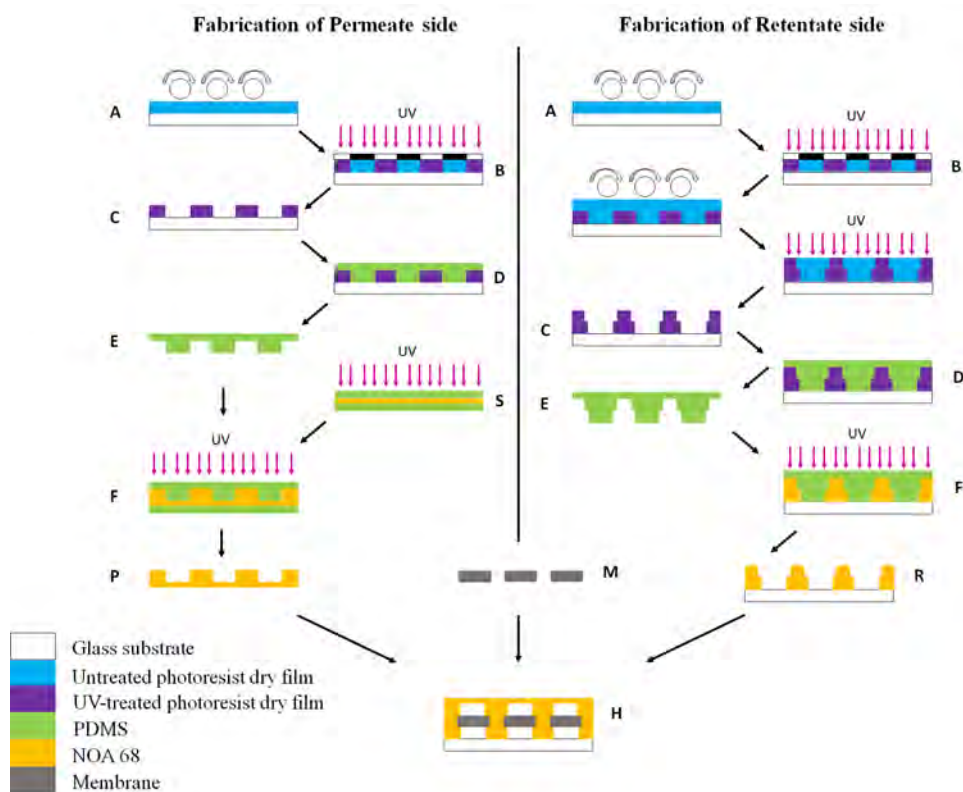 Fabrication of Permeate side
Fabrication of Retentate side
A
UV
B
C
D
E
UV
S
UV
F
P
A
UV
B
UV
C
D
E
UV
F
R
M
H
Glass substrate
Untreated photoresist dry film
UV-treated photoresist dry film
PDMS
NOA 68
Membrane